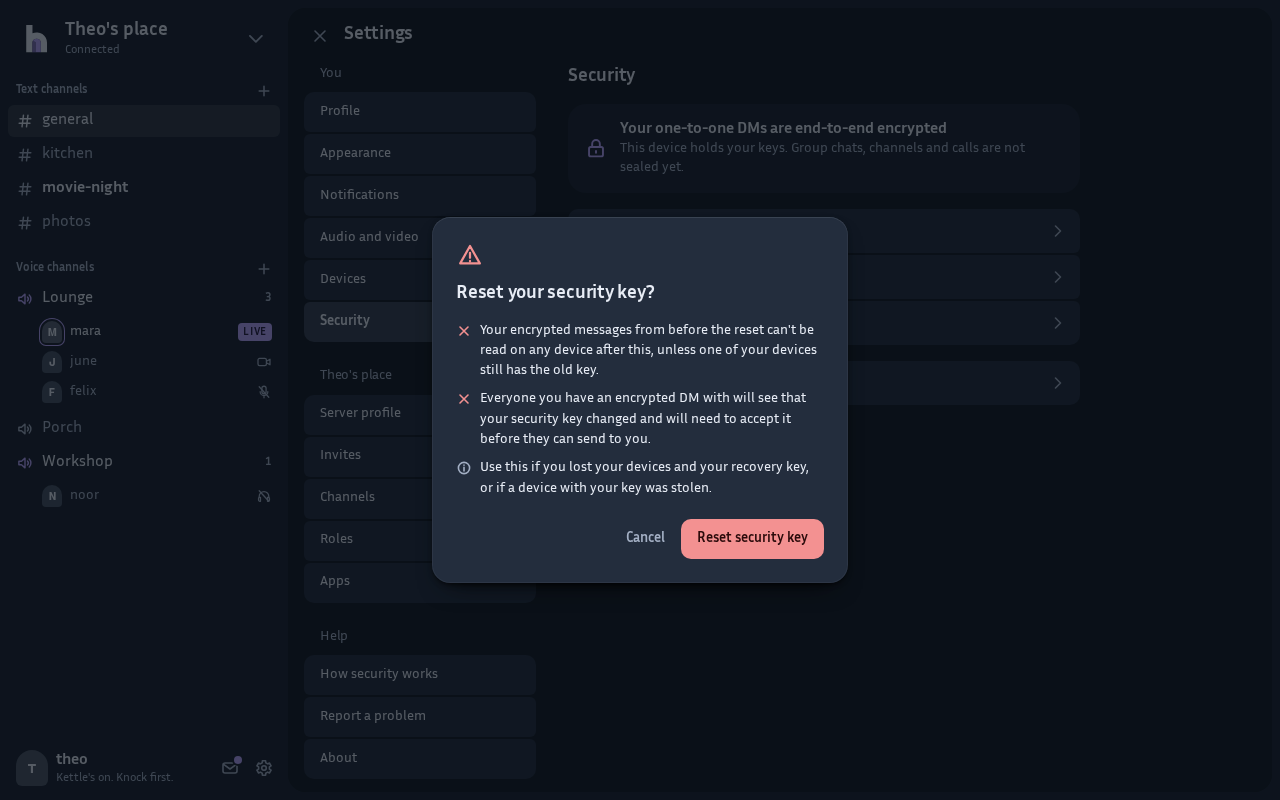 Theo's place
Connected
Text channels
general
kitchen
movie-night
photos
Voice channels
Lounge
3
M
mara
LIVE
J
june
F
felix
Porch
Workshop
1
N
noor
T
theo
Kettle's on. Knock first.
Settings
You
Profile
Appearance
Notifications
Audio and video
Devices
Security
Theo's place
Server profile
Invites
Channels
Roles
Apps
Help
How security works
Report a problem
About
Security
Your one-to-one DMs are end-to-end encrypted
This device holds your keys. Group chats, channels and calls are not
sealed yet.
Reset your security key?
Your encrypted messages from before the reset can't be
read on any device after this, unless one of your devices
still has the old key.
Everyone you have an encrypted DM with will see that
your security key changed and will need to accept it
before they can send to you.
Use this if you lost your devices and your recovery key,
or if a device with your key was stolen.
Cancel
Reset security key